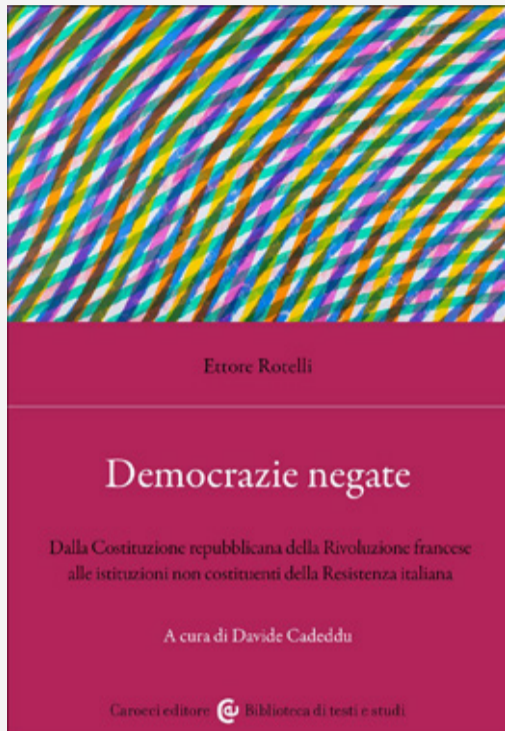 Ettore Rotelli
Democrazie negate
Dalla Costituzione repubblicana della Rivoluzione francese
alle istituzioni non costituenti della Resistenza italiana
A cura di Davide Cadeddu
Carocci editore Biblioteca di testi e studi